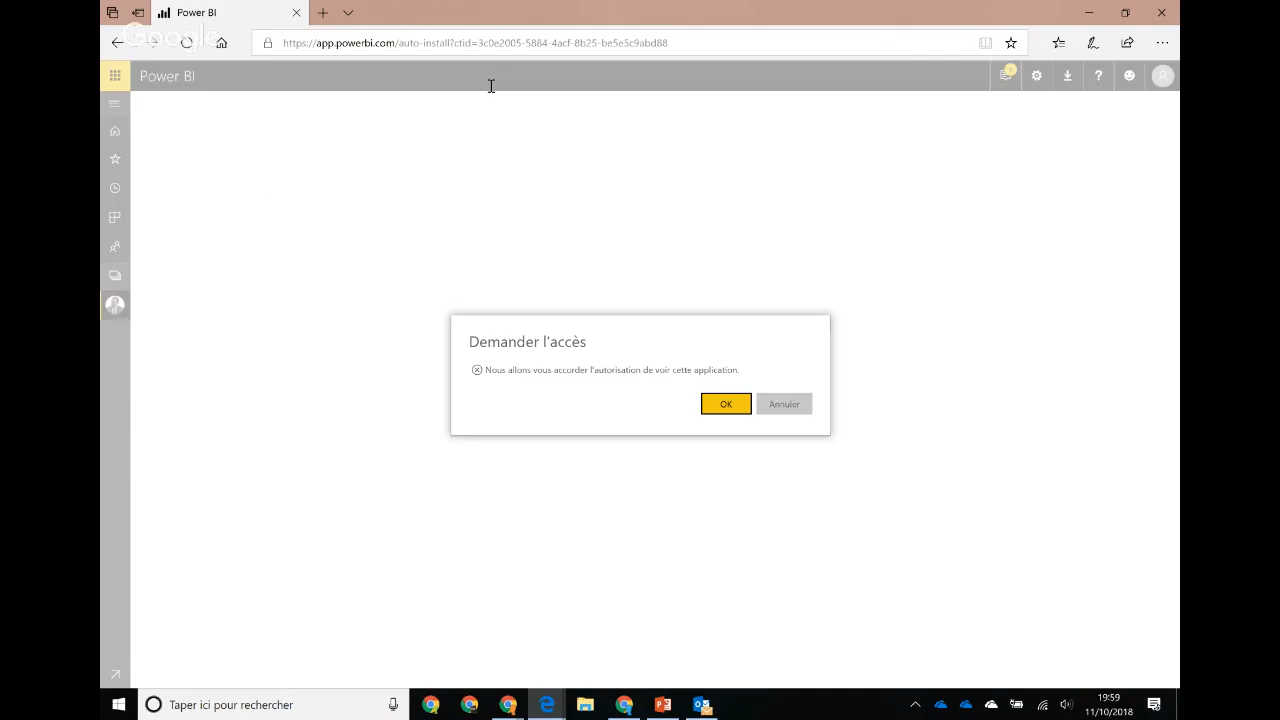 Power BI
Google
https://app.powerbi.com/auto-install?ctid=3c0e2005-5884-4acf-8b25-be5e5c9abd88
Power BI
1
Demander l'accès
Nous allons vous accorder l'autorisation de voir cette application.
OK
Annuler
Taper ici pour rechercher
19:59
11/10/2018